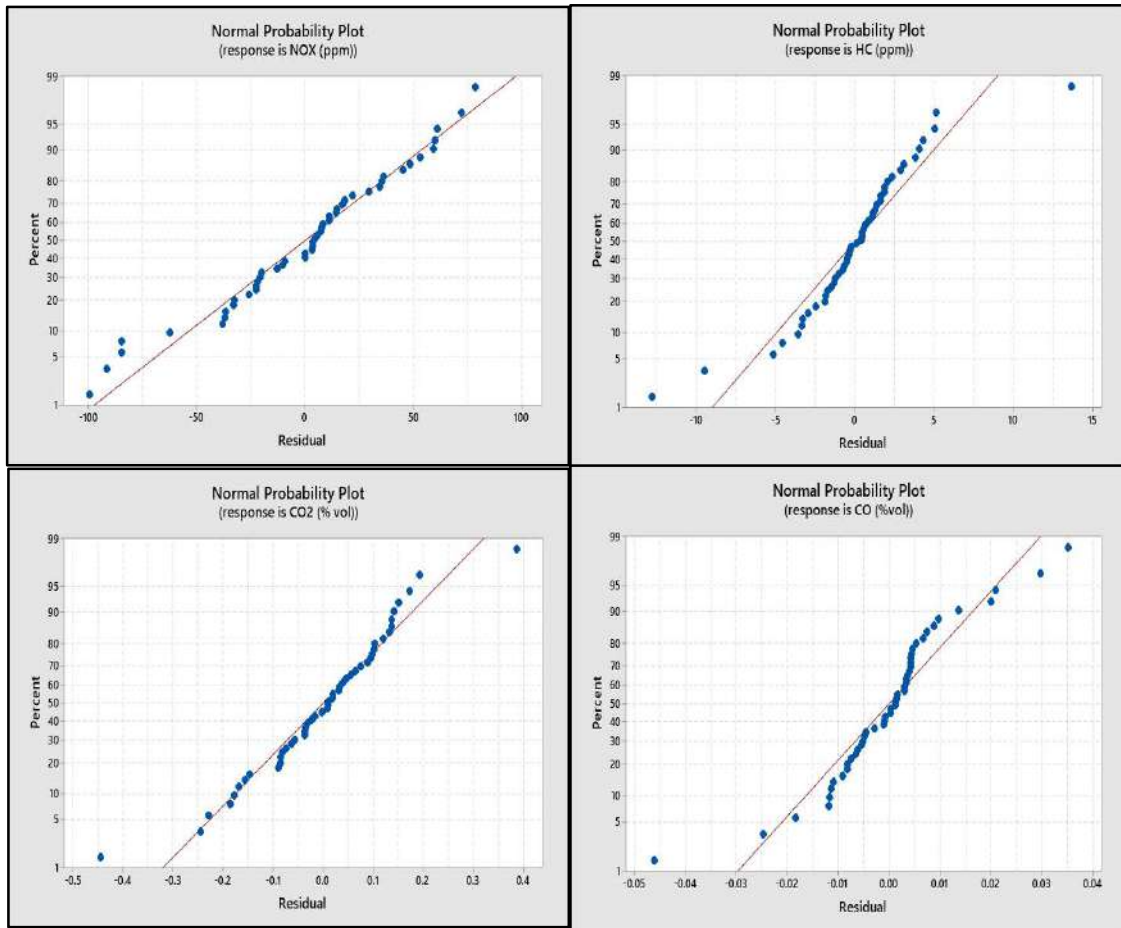 Normal Probability Plot
(response is NOX (ppm))
99
95
90
80
70
60
50
40
30
20
10
5
1
Percent
-100 -50 0 50 100
Residual
Normal Probability Plot
(response is HC (ppm))
99
95
90
80
70
60
50
40
30
20
10
5
1
Percent
-10 -5 0 5 10 15
Residual
Normal Probability Plot
(response is CO2 (% vol))
99
95
90
80
70
60
50
40
30
20
10
5
1
Percent
-0.5 -0.4 -0.3 -0.2 -0.1 0.0 0.1 0.2 0.3 0.4
Residual
Normal Probability Plot
(response is CO (%vol))
99
95
90
80
70
60
50
40
30
20
10
5
1
Percent
-0.05 -0.04 -0.03 -0.02 -0.01 0.00 0.01 0.02 0.03 0.04
Residual